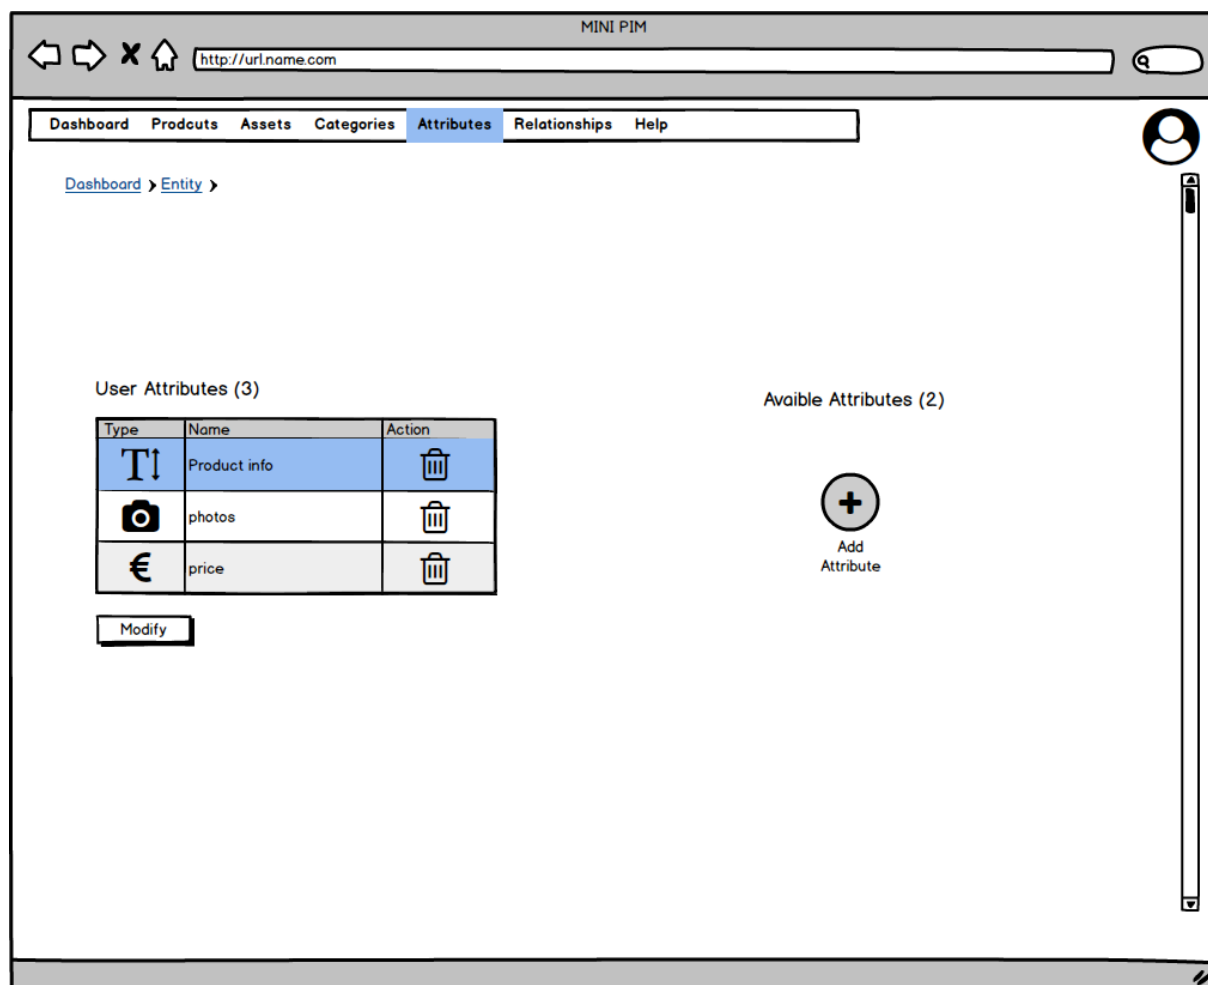 MINI PIM
http://url.name.com
Dashboard Prodcuts Assets Categories Attributes Relationships Help
Dashboard Entity
User Attributes (3)
Avaible Attributes (2)
Type Name Action
T Product info
photos
€ price
Add
Attribute
Modify